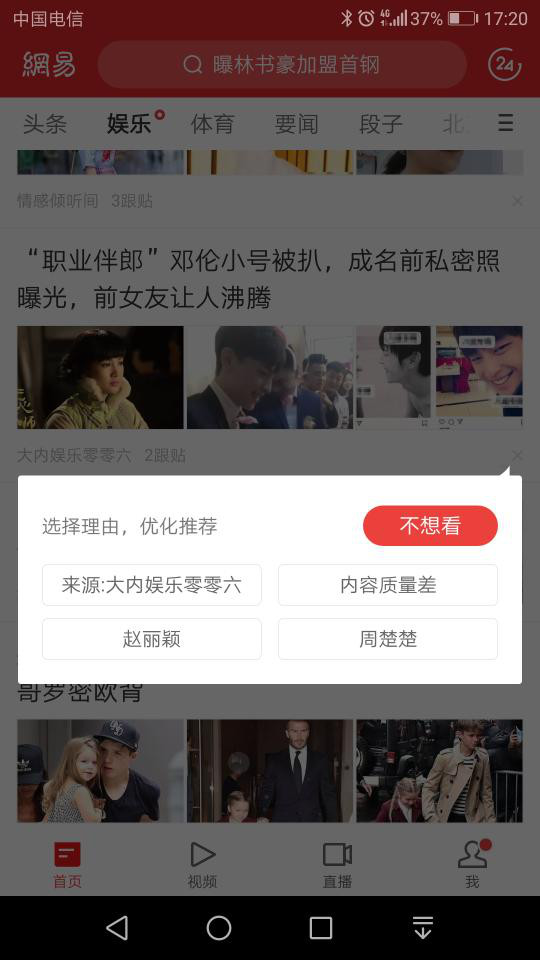 中国电信
4G
37%
17:20
網易
曝林书豪加盟首钢
24
头条
娱乐
体育
要闻
段子
北
情感倾听间 3跟贴
“职业伴郎”邓伦小号被扒，成名前私密照
曝光，前女友让人沸腾
大内娱乐零零六 2跟贴
选择理由，优化推荐
不想看
来源:大内娱乐零零六
内容质量差
赵丽颖
周楚楚
哥罗密欧背
首页
视频
直播
我